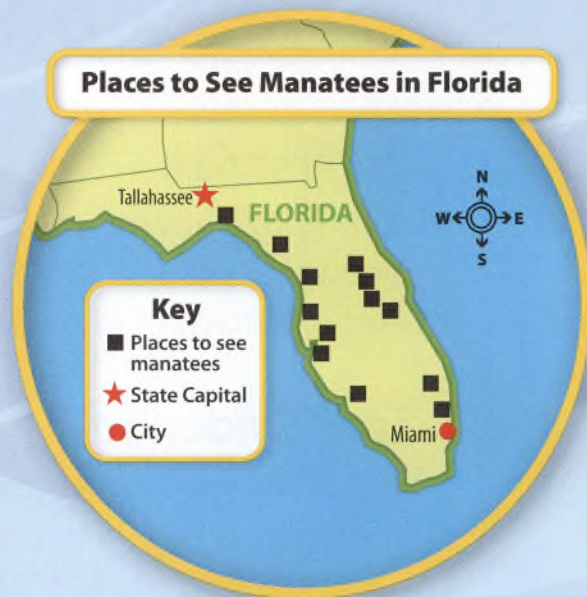 Places to See Manatees in Florida
Tallahassee
FLORIDA
N
W E
S
Key
Places to see
manatees
State Capital
City
Miami